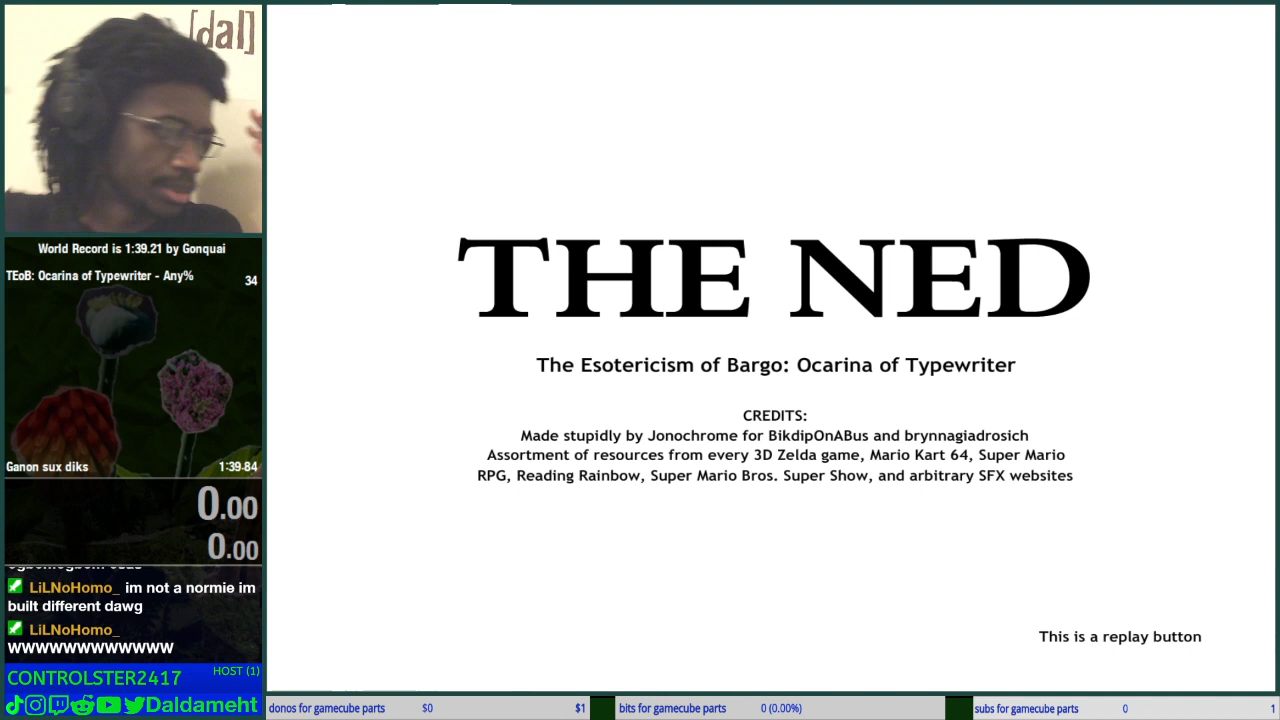 [dal]
World Record is 1:39.21 by Gonquai
TEoB: Ocarina of Typewriter - Any%
34
Ganon sux diks 1:39.84
0.00
0.00
LiLNoHomo_ im not a normie im
built different dawg
LiLNoHomo_
WWWWWWWWWWWWW
CONTROLSTER2417 HOST (1)
Daldameht
THE NED
The Esotericism of Bargo: Ocarina of Typewriter
CREDITS:
Made stupidly by Jonochrome for BikdipOnABus and brynnagiadrosich
Assortment of resources from every 3D Zelda game, Mario Kart 64, Super Mario
RPG, Reading Rainbow, Super Mario Bros. Super Show, and arbitrary SFX websites
This is a replay button
donos for gamecube parts $0 $1 bits for gamecube parts 0 (0.00%) subs for gamecube parts 0 1